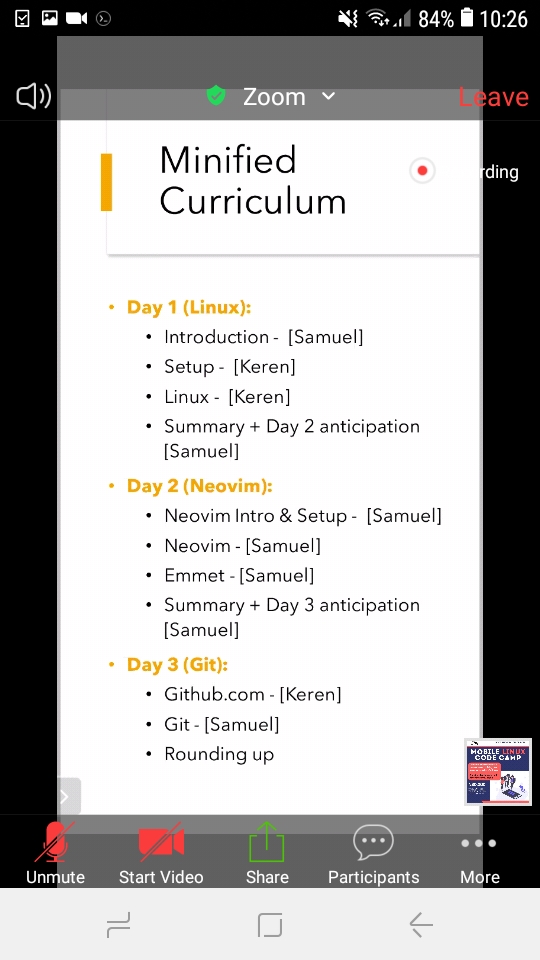 84% 10:26
Zoom
Leave
rding
Minified
Curriculum
• Day 1 (Linux):
• Introduction - [Samuel]
• Setup - [Keren]
• Linux - [Keren]
• Summary + Day 2 anticipation
[Samuel]
• Day 2 (Neovim):
• Neovim Intro & Setup - [Samuel]
• Neovim - [Samuel]
• Emmet - [Samuel]
• Summary + Day 3 anticipation
[Samuel]
• Day 3 (Git):
• Github.com - [Keren]
• Git - [Samuel]
• Rounding up
MOBILE LINUX
CODE CAMP
Unmute
Start Video
Share
Participants
More